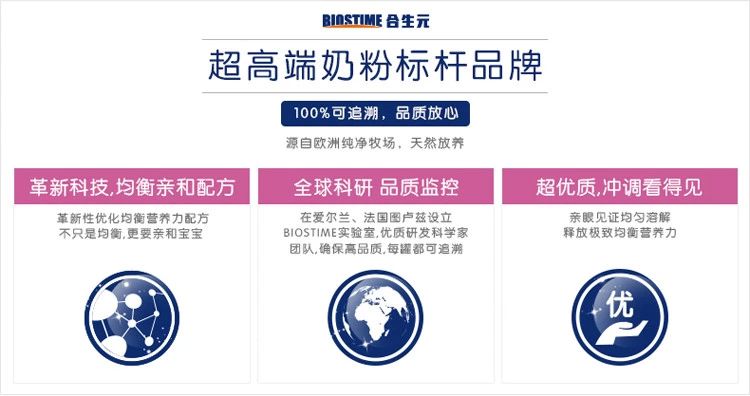 BIOSTIME 合生元
超高端奶粉标杆品牌
100%可追溯，品质放心
源自欧洲纯净牧场，天然放养
革新科技,均衡亲和配方
革新性优化均衡营养力配方
不只是均衡,更要亲和宝宝
全球科研 品质监控
在爱尔兰、法国图卢兹设立
BIOSTIME实验室,优质研发科学家
团队,确保高品质,每罐都可追溯
超优质,冲调看得见
亲眼见证均匀溶解
释放极致均衡营养力
优